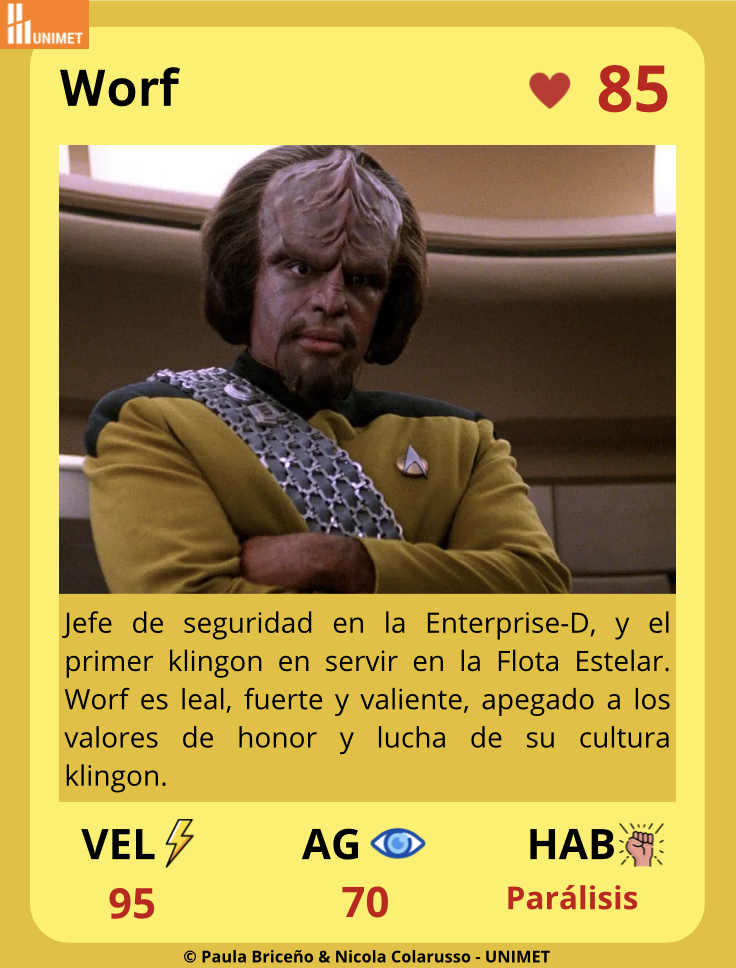 UNIMET
Worf 85
Jefe de seguridad en la Enterprise-D, y el
primer klingon en servir en la Flota Estelar.
Worf es leal, fuerte y valiente, apegado a los
valores de honor y lucha de su cultura
klingon.
VEL AG HAB
95 70 Parálisis
© Paula Briceño & Nicola Colarusso - UNIMET